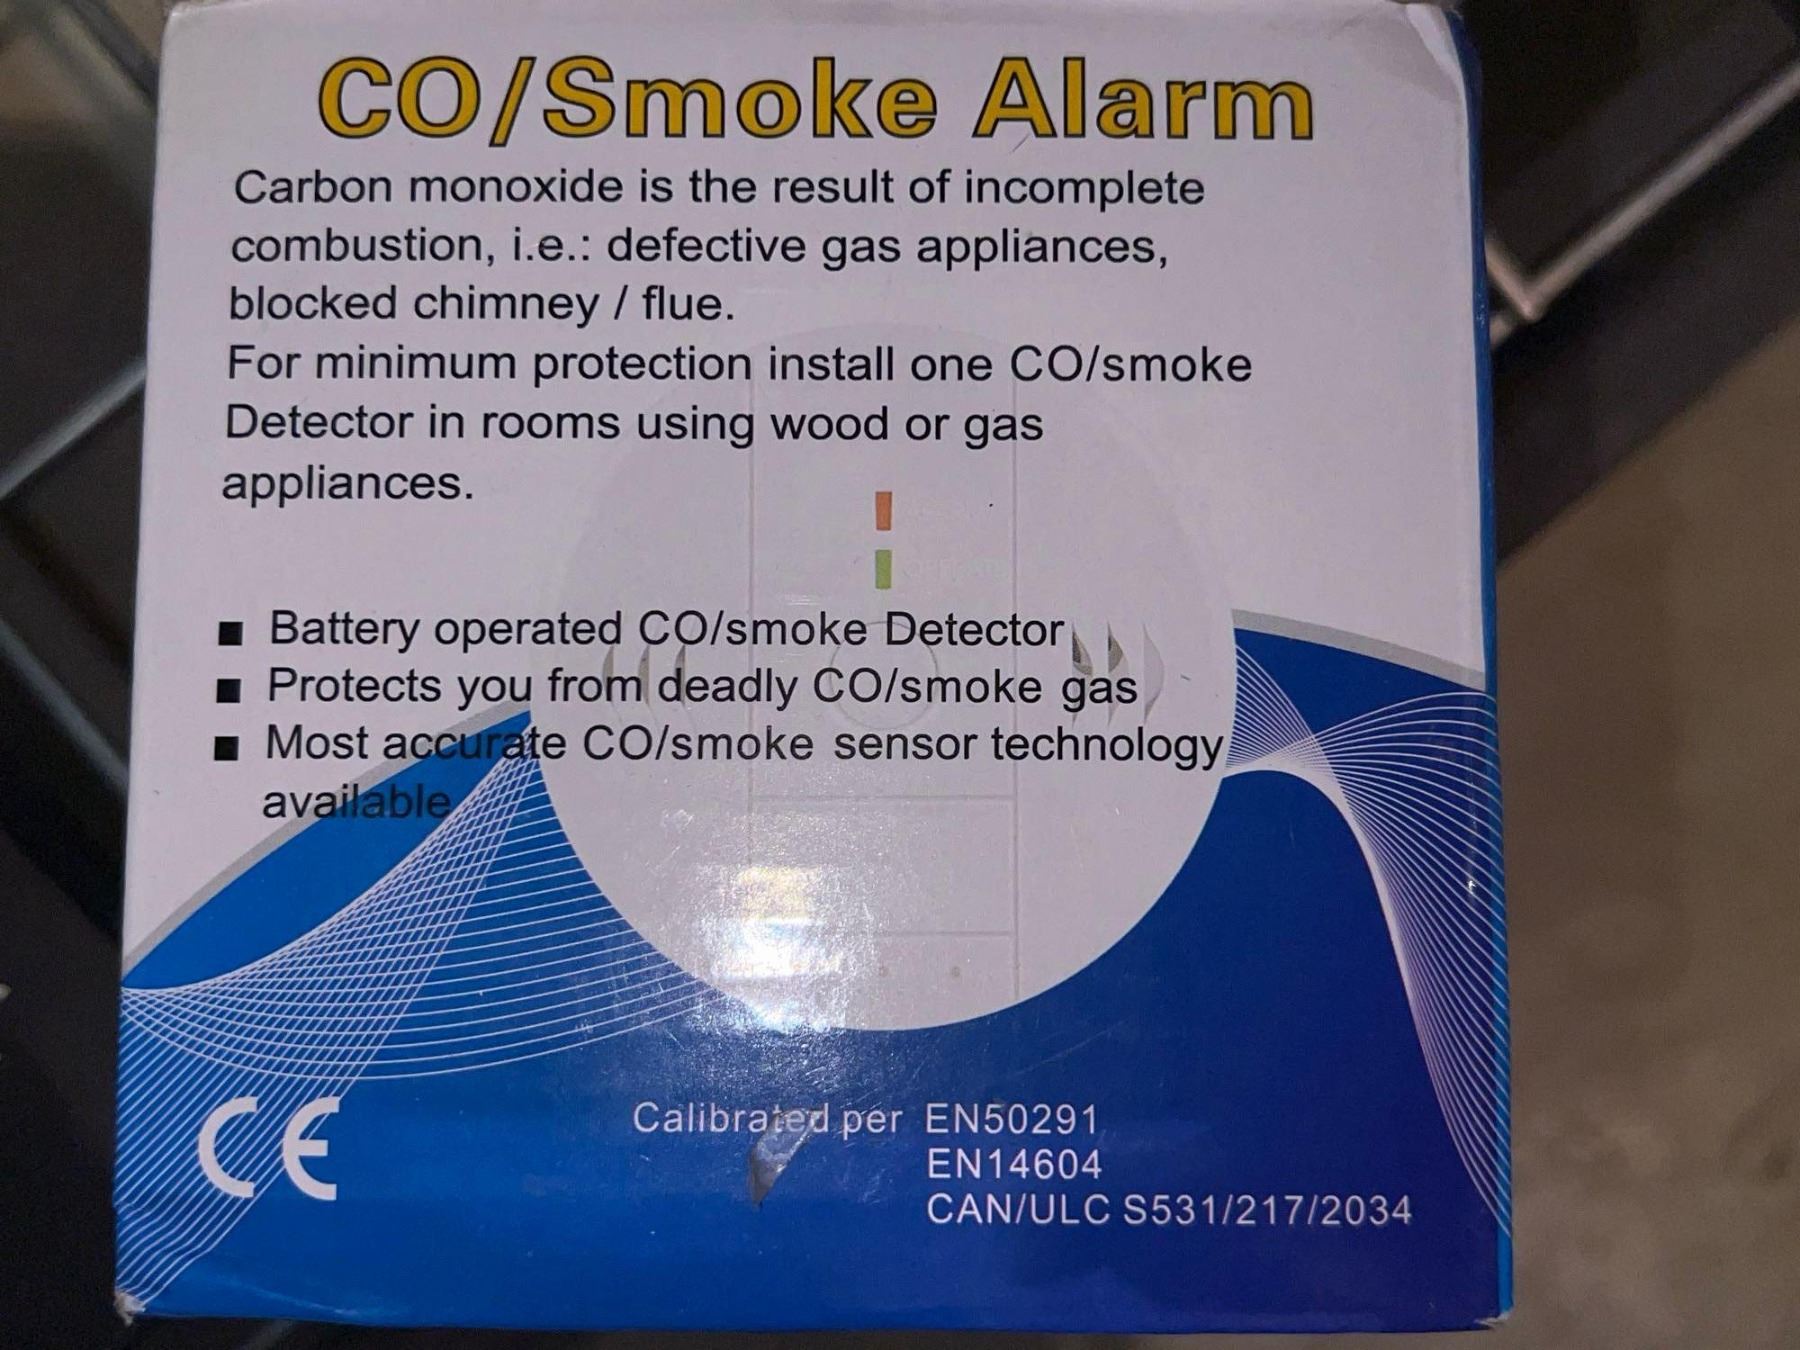 CO/Smoke Alarm
Carbon monoxide is the result of incomplete
combustion, i.e.: defective gas appliances,
blocked chimney / flue.
For minimum protection install one CO/smoke
Detector in rooms using wood or gas
appliances.
■ Battery operated CO/smoke Detector
■ Protects you from deadly CO/smoke gas
■ Most accurate CO/smoke sensor technology
available
CE
Calibrated per EN50291
EN14604
CAN/ULC S531/217/2034